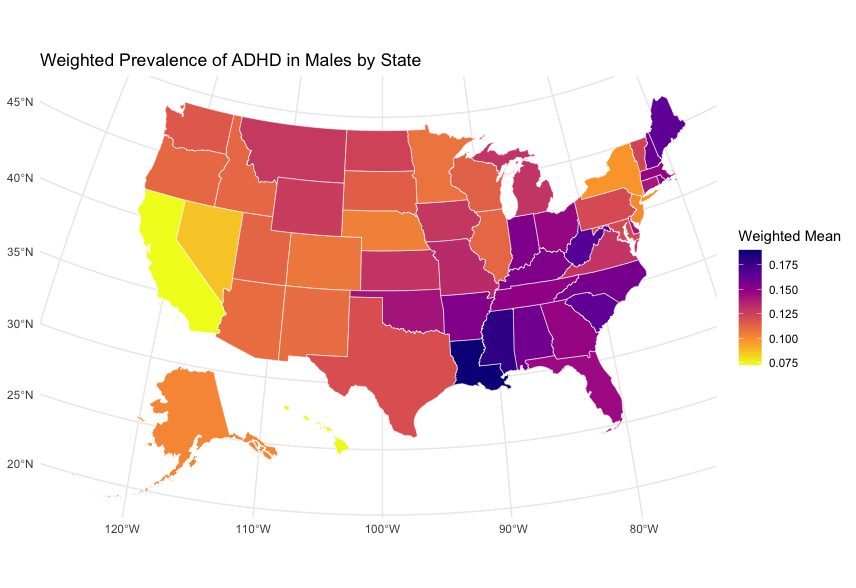 Weighted Prevalence of ADHD in Males by State
45°N
40°N
35°N
30°N
25°N
20°N
120°W
110°W
100°W
90°W
80°W
Weighted Mean
0.175
0.150
0.125
0.100
0.075